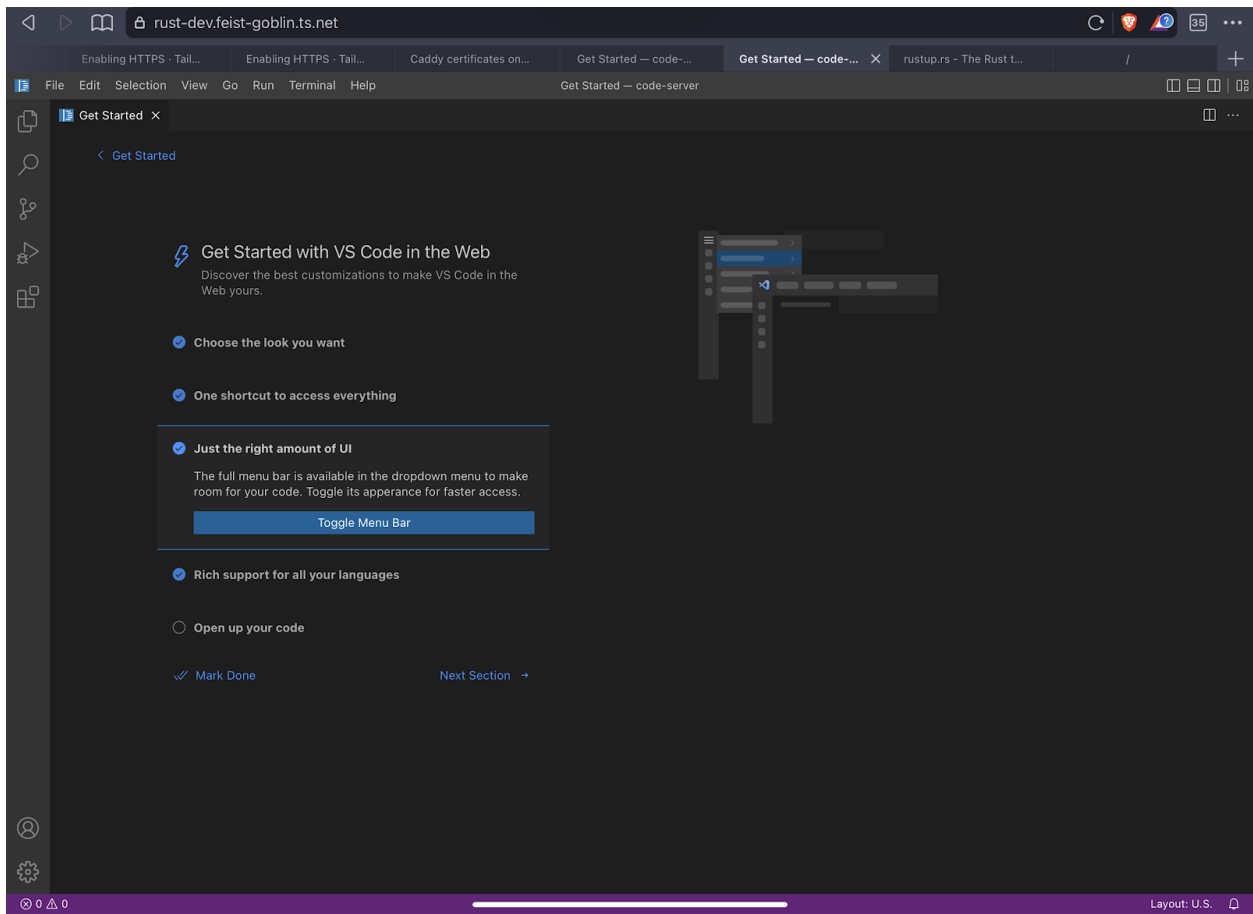 rust-dev.feist-goblin.ts.net
35
Enabling HTTPS · Tail...
Enabling HTTPS · Tail...
Caddy certificates on...
Get Started — code-...
Get Started — code-...
rustup.rs - The Rust t...
/
File Edit Selection View Go Run Terminal Help
Get Started — code-server
Get Started
Get Started
Get Started with VS Code in the Web
Discover the best customizations to make VS Code in the
Web yours.
Choose the look you want
One shortcut to access everything
Just the right amount of UI
The full menu bar is available in the dropdown menu to make
room for your code. Toggle its apperance for faster access.
Toggle Menu Bar
Rich support for all your languages
Open up your code
Mark Done
Next Section
0 0
Layout: U.S.